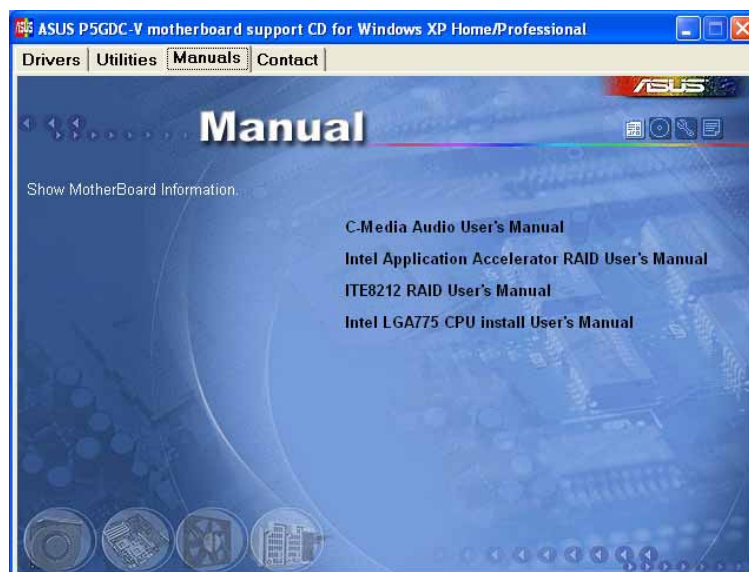 ASUS P5GDC-V motherboard support CD for Windows XP Home/Professional
Drivers Utilities Manuals Contact
ASUS
Manual
Show MotherBoard Information.
C-Media Audio User's Manual
Intel Application Accelerator RAID User's Manual
ITE8212 RAID User's Manual
Intel LGA775 CPU install User's Manual